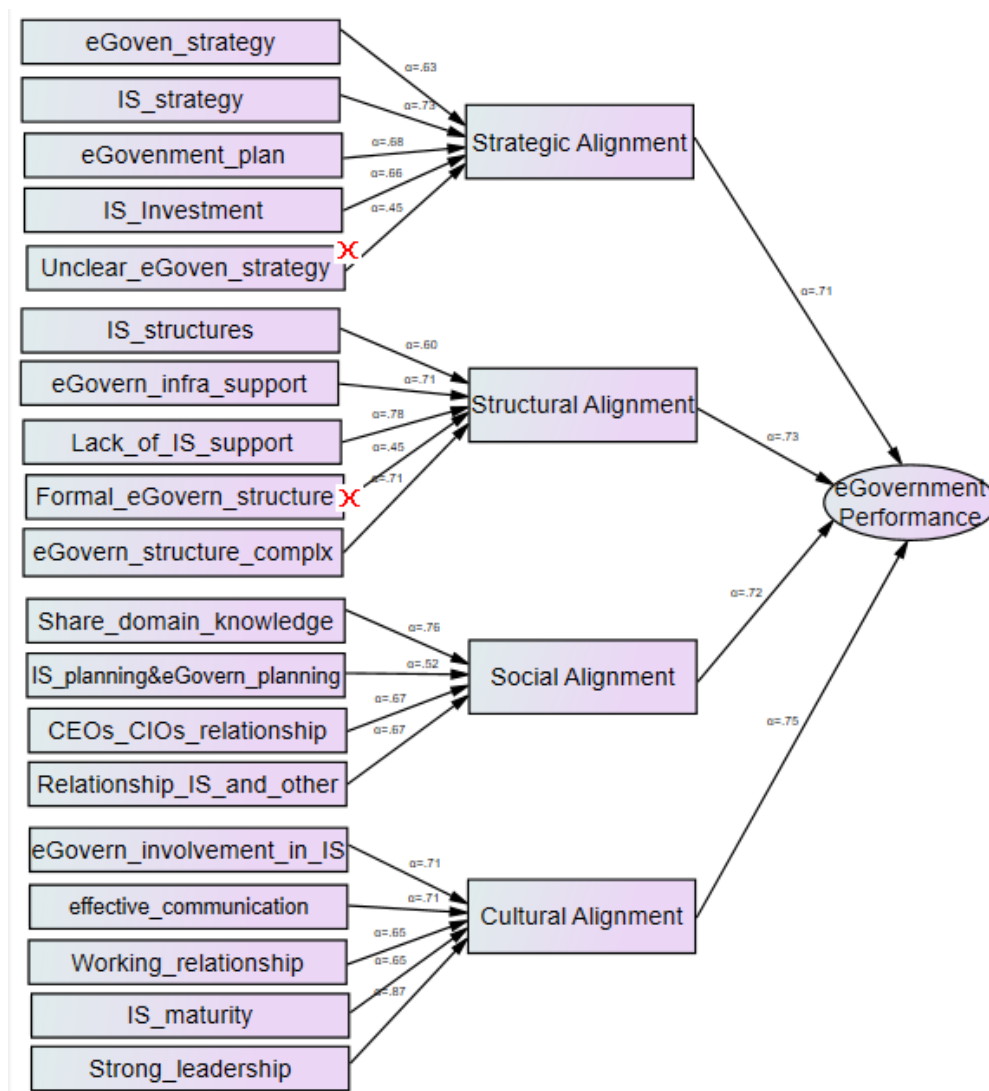 eGoven_strategy
α=.63
IS_strategy
α=.73
eGovenment_plan
α=.68
IS_Investment
α=.66
Unclear_eGoven_strategy
α=.45
Strategic Alignment
α=.71
IS_structures
α=.60
eGovern_infra_support
α=.71
Lack_of_IS_support
α=.78
Formal_eGovern_structure
α=.45
eGovern_structure_complx
α=.71
Structural Alignment
α=.73
eGovernment
Performance
Share_domain_knowledge
α=.76
IS_planning&eGovern_planning
α=.52
CEOs_CIOs_relationship
α=.67
Relationship_IS_and_other
α=.67
Social Alignment
α=.72
eGovern_involvement_in_IS
α=.71
effective_communication
α=.71
Working_relationship
α=.65
IS_maturity
α=.65
Strong_leadership
α=.87
Cultural Alignment
α=.75